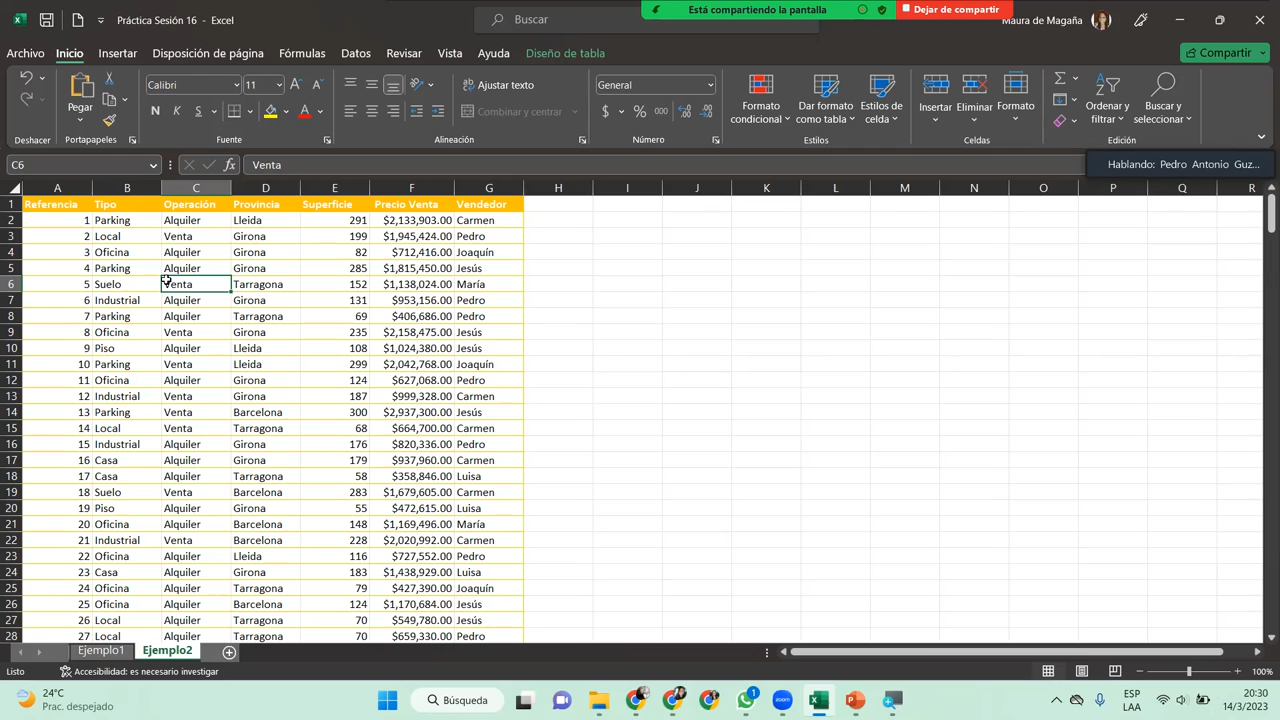 Práctica Sesión 16 - Excel
Buscar
Está compartiendo la pantalla
Dejar de compartir
Maura de Magaña
Archivo Inicio Insertar Disposición de página Fórmulas Datos Revisar Vista Ayuda Diseño de tabla
Compartir
Pegar
Calibri 11
N K S
Ajustar texto
Combinar y centrar
General
$ % 000
Formato condicional
Dar formato como tabla
Estilos de celda
Insertar
Eliminar
Formato
Ordenar y filtrar
Buscar y seleccionar
Deshacer Portapapeles Fuente Alineación Número Estilos Celdas Edición
C6
fx Venta
Hablando: Pedro Antonio Guz...
A B C D E F G H I J K L M N O P Q R
1 Referencia Tipo Operación Provincia Superficie Precio Venta Vendedor
2 1 Parking Alquiler Lleida 291 $2,133,903.00 Carmen
3 2 Local Venta Girona 199 $1,945,424.00 Pedro
4 3 Oficina Alquiler Girona 82 $712,416.00 Joaquín
5 4 Parking Alquiler Girona 285 $1,815,450.00 Jesús
6 5 Suelo Venta Tarragona 152 $1,138,024.00 María
7 6 Industrial Alquiler Girona 131 $953,156.00 Pedro
8 7 Parking Alquiler Tarragona 69 $406,686.00 Pedro
9 8 Oficina Venta Girona 235 $2,158,475.00 Jesús
10 9 Piso Alquiler Lleida 108 $1,024,380.00 Jesús
11 10 Parking Venta Lleida 299 $2,042,768.00 Joaquín
12 11 Oficina Alquiler Girona 124 $627,068.00 Pedro
13 12 Industrial Venta Girona 187 $999,328.00 Carmen
14 13 Parking Venta Barcelona 300 $2,937,300.00 Jesús
15 14 Local Venta Tarragona 68 $664,700.00 Carmen
16 15 Industrial Alquiler Girona 176 $820,336.00 Pedro
17 16 Casa Alquiler Girona 179 $937,960.00 Carmen
18 17 Casa Alquiler Tarragona 58 $358,846.00 Luisa
19 18 Suelo Venta Barcelona 283 $1,679,605.00 Carmen
20 19 Piso Alquiler Girona 55 $472,615.00 Luisa
21 20 Oficina Alquiler Barcelona 148 $1,169,496.00 María
22 21 Industrial Venta Barcelona 228 $2,020,992.00 Carmen
23 22 Oficina Alquiler Lleida 116 $727,552.00 Pedro
24 23 Casa Alquiler Girona 183 $1,438,929.00 Luisa
25 24 Oficina Alquiler Tarragona 79 $427,390.00 Joaquín
26 25 Oficina Alquiler Barcelona 124 $1,170,684.00 Jesús
27 26 Local Alquiler Tarragona 70 $549,780.00 Jesús
28 27 Local Alquiler Tarragona 70 $659,330.00 Pedro
Ejemplo1 Ejemplo2
Listo Accesibilidad: es necesario investigar 100%
24°C
Prac. despejado
Búsqueda
1
ESP
LAA
20:30
14/3/2023